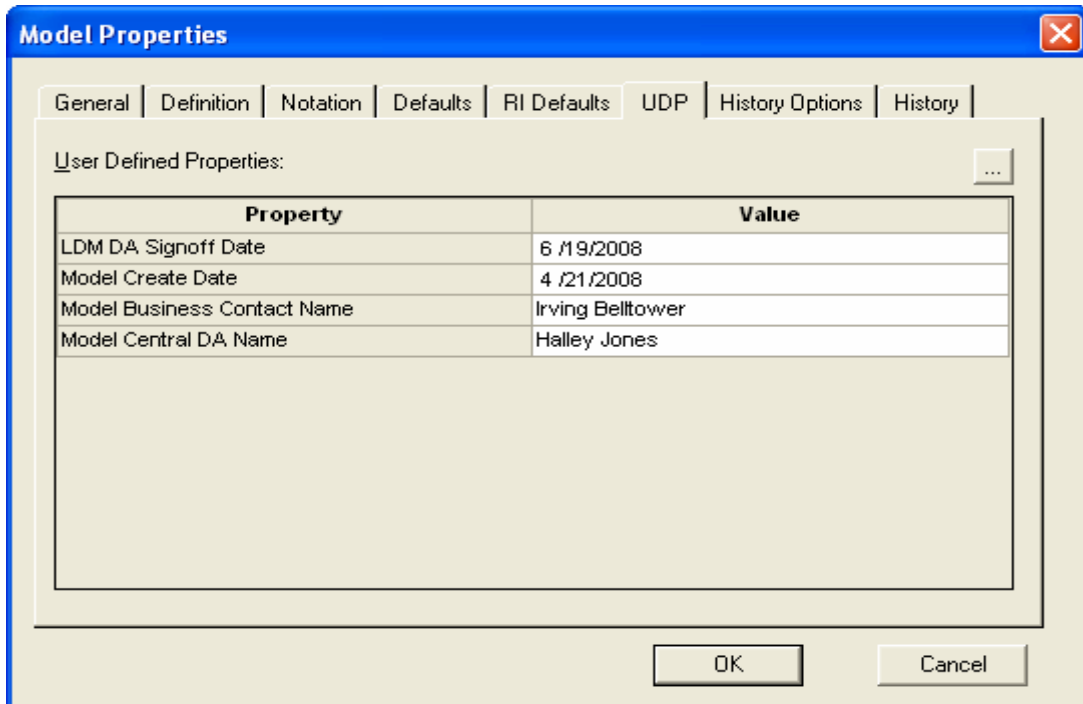 Model Properties
General Definition Notation Defaults RI Defaults UDP History Options History
User Defined Properties:
...
Property Value
LDM DA Signoff Date 6 /19/2008
Model Create Date 4 /21/2008
Model Business Contact Name Irving Belltower
Model Central DA Name Halley Jones
OK Cancel